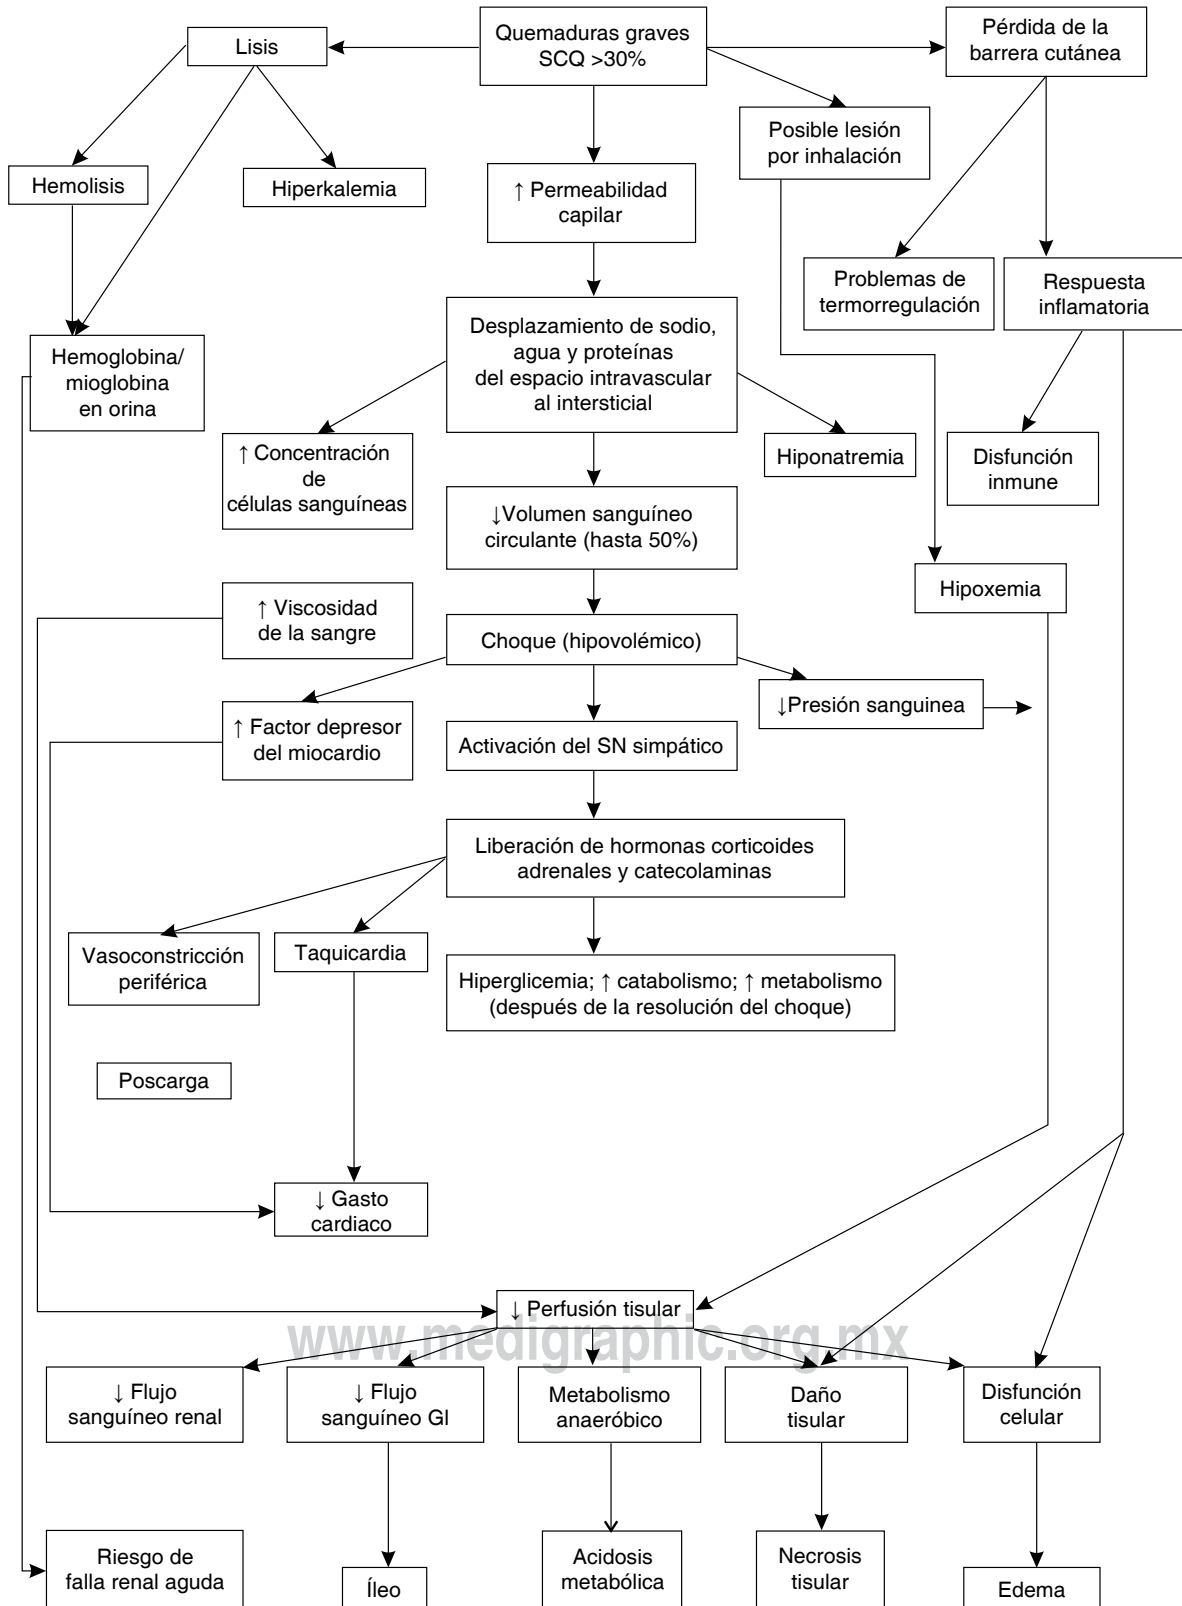 Quemaduras graves
SCQ >30%
Lisis
Pérdida de la
barrera cutánea
Posible lesión
por inhalación
Hemolisis
Hiperkalemia
↑ Permeabilidad
capilar
Problemas de
termorregulación
Respuesta
inflamatoria
Desplazamiento de sodio,
agua y proteínas
del espacio intravascular
al intersticial
Hemoglobina/
mioglobina
en orina
↑ Concentración
de
células sanguíneas
Hiponatremia
Disfunción
inmune
↓Volumen sanguíneo
circulante (hasta 50%)
Hipoxemia
↑ Viscosidad
de la sangre
Choque (hipovolémico)
↑ Factor depresor
del miocardio
Activación del SN simpático
↓Presión sanguinea
Liberación de hormonas corticoides
adrenales y catecolaminas
Vasoconstricción
periférica
Taquicardia
Hiperglicemia; ↑ catabolismo; ↑ metabolismo
(después de la resolución del choque)
Poscarga
↓ Gasto
cardiaco
↓ Perfusión tisular
www.medigraphic.org.mx
↓ Flujo
sanguíneo renal
↓ Flujo
sanguíneo GI
Metabolismo
anaeróbico
Daño
tisular
Disfunción
celular
Riesgo de
falla renal aguda
Íleo
Acidosis
metabólica
Necrosis
tisular
Edema